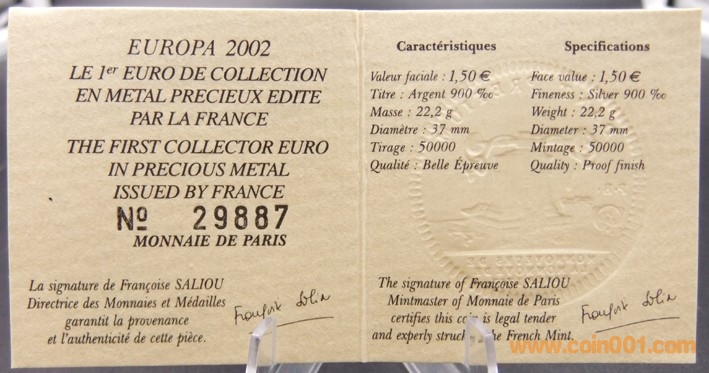 EUROPA 2002
LE 1er EURO DE COLLECTION
EN METAL PRECIEUX EDITE
PAR LA FRANCE
THE FIRST COLLECTOR EURO
IN PRECIOUS METAL
ISSUED BY FRANCE
Nº 29887
MONNAIE DE PARIS
La signature de Françoise SALIOU
Directrice des Monnaies et Médailles
garantit la provenance
et l'authenticité de cette pièce.
Caractéristiques
Valeur faciale : 1,50 €
Titre : Argent 900 ‰
Masse : 22,2 g
Diamètre : 37 mm
Tirage : 50000
Qualité : Belle Épreuve
Specifications
Face value : 1,50 €
Fineness : Silver 900 ‰
Weight : 22,2 g
Diameter : 37 mm
Mintage : 50000
Quality : Proof finish
The signature of Françoise SALIOU
Mintmaster of Monnaie de Paris
certifies this coin is legal tender
and experly struck the French Mint.
www.coin001.com